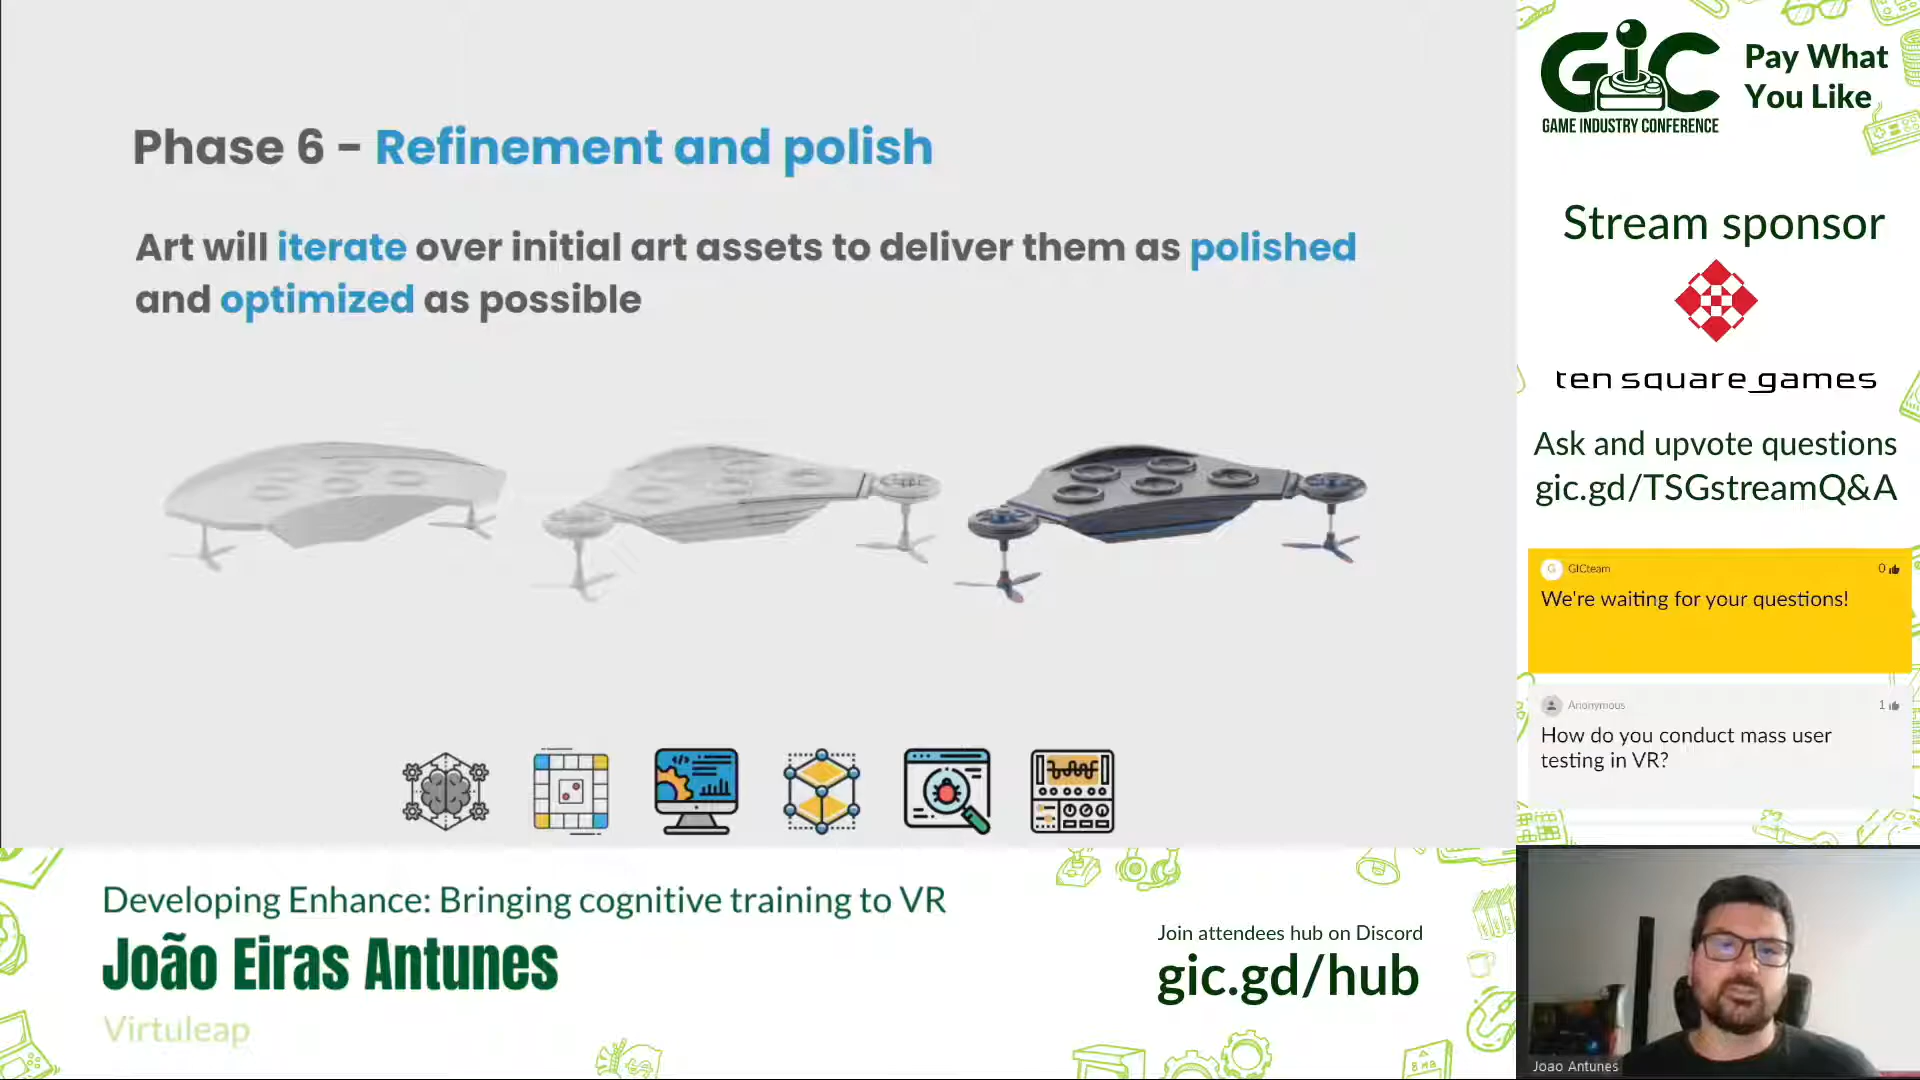 Phase 6 - Refinement and polish
Art will iterate over initial art assets to deliver them as polished
and optimized as possible
GIC
GAME INDUSTRY CONFERENCE
Pay What
You Like
Stream sponsor
ten square games
Ask and upvote questions
gic.gd/TSGstreamQ&A
G GICteam 0
We're waiting for your questions!
Anonymous 1
How do you conduct mass user
testing in VR?
Developing Enhance: Bringing cognitive training to VR
João Eiras Antunes
Virtuleap
Join attendees hub on Discord
gic.gd/hub
Joao Antunes